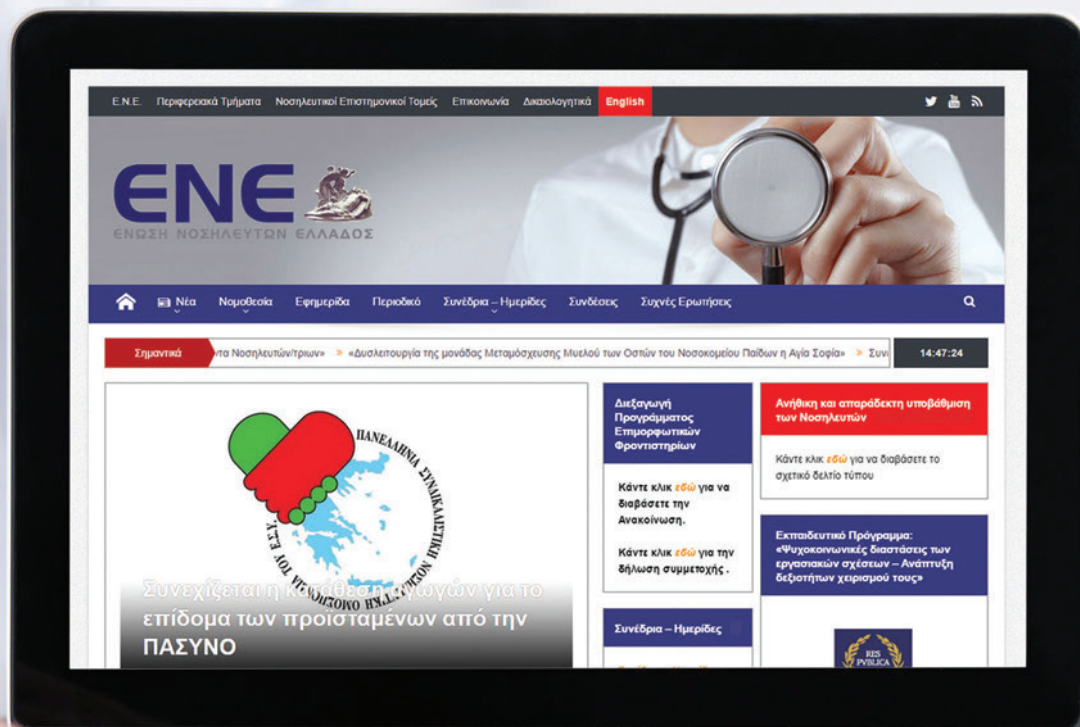 Ε.Ν.Ε. Περιφερειακά Τμήματα Νοσηλευτικοί Επιστημονικοί Τομείς Επικοινωνία Δικαιολογητικά English
ΕΝΕ
ΕΝΩΣΗ ΝΟΣΗΛΕΥΤΩΝ ΕΛΛΑΔΟΣ
Νέα Νομοθεσία Εφημερίδα Περιοδικό Συνέδρια – Ημερίδες Συνδέσεις Συχνές Ερωτήσεις
Σημαντικά ντα Νοσηλευτών/τριων» » «Δυσλειτουργία της μονάδας Μεταμόσχευσης Μυελού των Οστών του Νοσοκομείου Παίδων η Αγία Σοφία» » Συν 14:47:24
ΠΑΝΕΛΛΗΝΙΑ ΣΥΝΔΙΚΑΛΙΣΤΙΚΗ ΝΟΣΗΛΕΥΤΙΚΗ ΟΜΟΣΠΟΝΔΙΑ ΤΟΥ Ε.Σ.Υ.
Συνεχίζεται η κατάθεση αγωγών για το
επίδομα των προϊσταμένων από την
ΠΑΣΥΝΟ
Διεξαγωγή
Προγράμματος
Επιμορφωτικών
Φροντιστηρίων
Κάντε κλικ εδώ για να
διαβάσετε την
Ανακοίνωση.
Κάντε κλικ εδώ για την
δήλωση συμμετοχής .
Συνέδρια – Ημερίδες
Ανήθικη και απαράδεκτη υποβάθμιση
των Νοσηλευτών
Κάντε κλικ εδώ για να διαβάσετε το
σχετικό δελτίο τύπου
Εκπαιδευτικό Πρόγραμμα:
«Ψυχοκοινωνικές διαστάσεις των
εργασιακών σχέσεων – Ανάπτυξη
δεξιοτήτων χειρισμού τους»
RES
PVBLICA